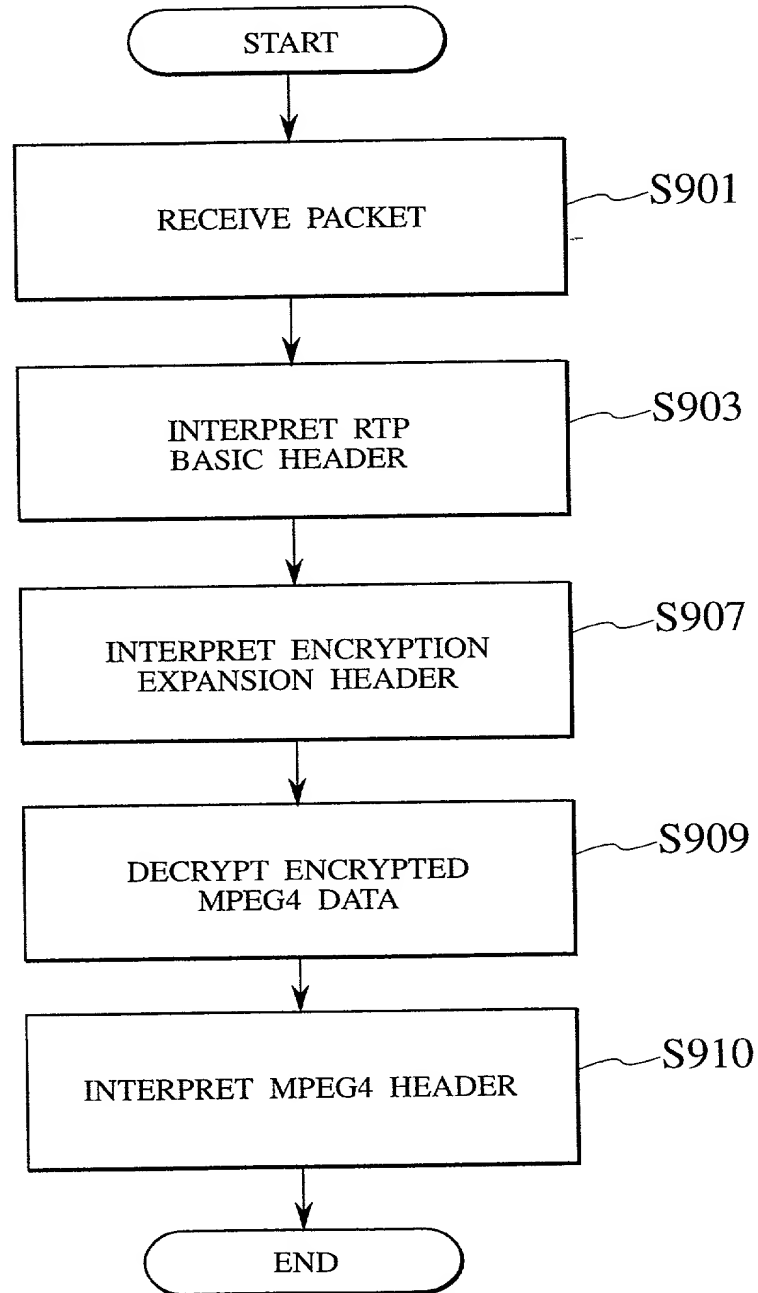 START
RECEIVE PACKET
S901
INTERPRET RTP
BASIC HEADER
S903
INTERPRET ENCRYPTION
EXPANSION HEADER
S907
DECRYPT ENCRYPTED
MPEG4 DATA
S909
INTERPRET MPEG4 HEADER
S910
END